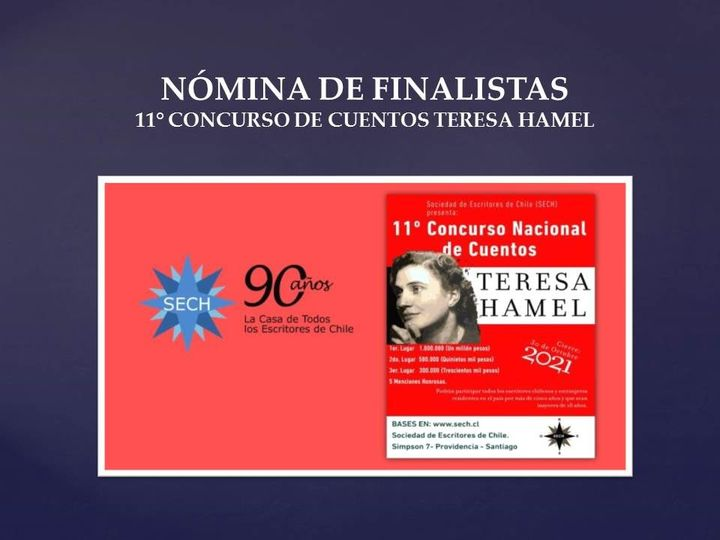 NÓMINA DE FINALISTAS
11° CONCURSO DE CUENTOS TERESA HAMEL
SECH
90 años
La Casa de Todos
los Escritores de Chile
Sociedad de Escritores de Chile (SECH)
presenta:
11° Concurso Nacional
de Cuentos
TERESA
HAMEL
Cierre:
30 de Octubre
2021
1er. Lugar 1.000.000 (Un millón pesos)
2do. Lugar 500.000 (Quinietos mil pesos)
3er. Lugar 300.000 (Trescientos mil pesos)
5 Menciones Honrosas.
Podrán participar todos los escritores chilenos y extranjeros
residentes en el país por más de cinco años y que sean
mayores de 18 años.
BASES EN: www.sech.cl
Sociedad de Escritores de Chile.
Simpson 7- Providencia - Santiago
SECH